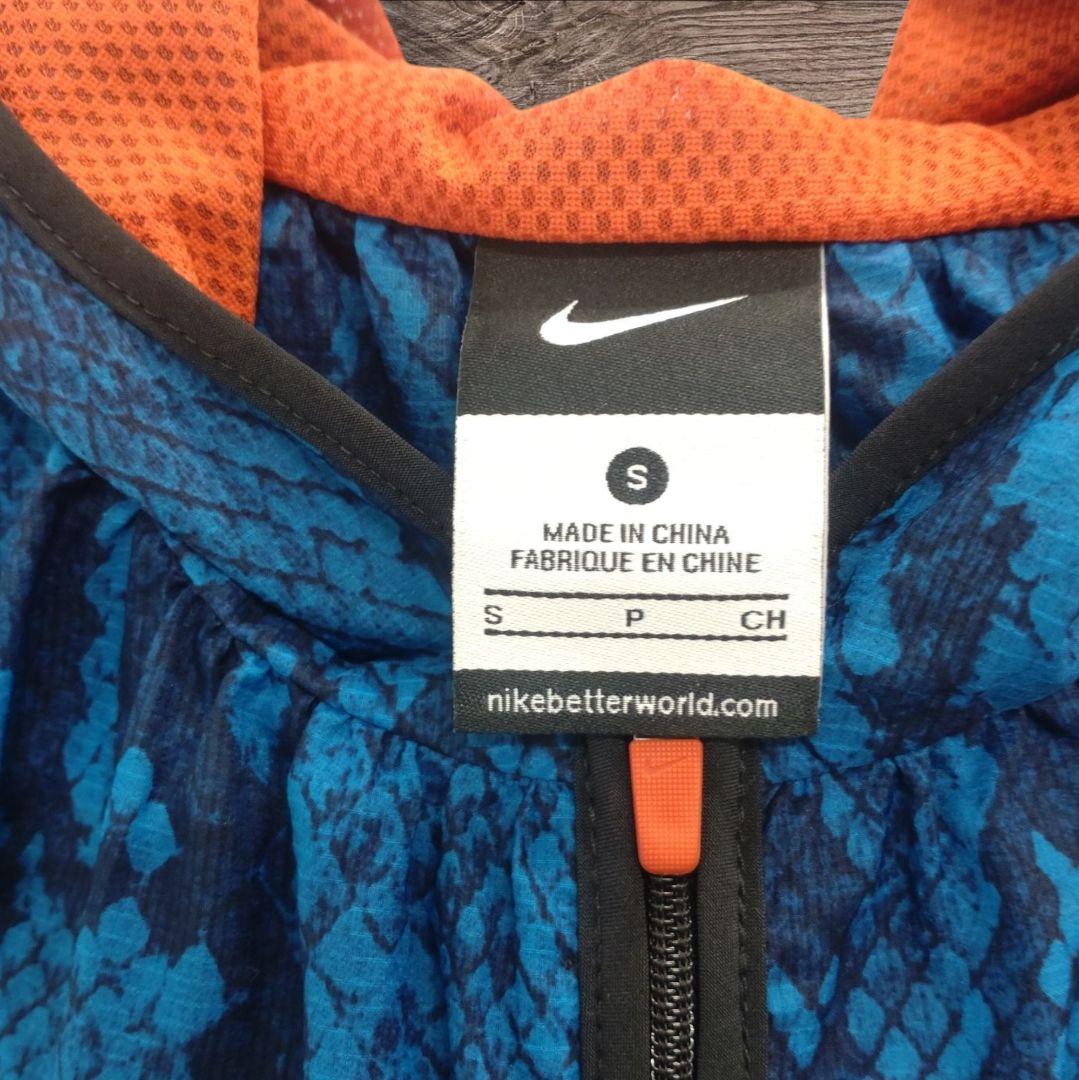 S
MADE IN CHINA
FABRIQUE EN CHINE
S P CH
nikebetterworld.com